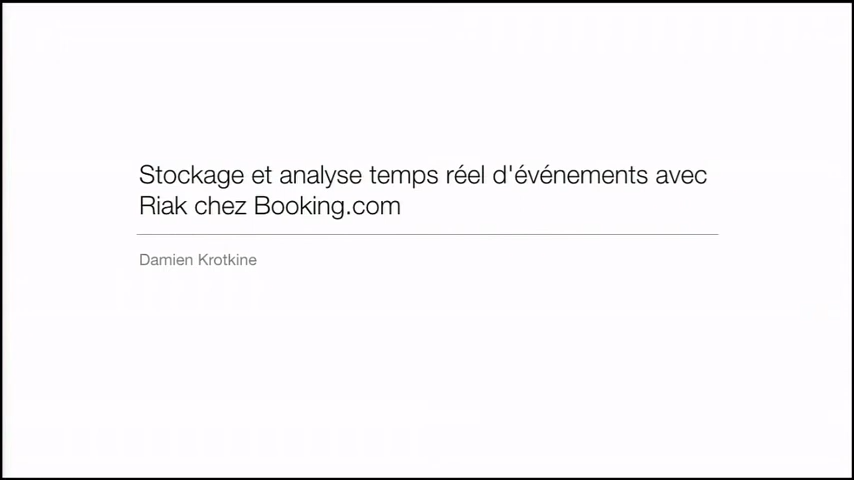 Stockage et analyse temps réel d'événements avec
Riak chez Booking.com
Damien Krotkine